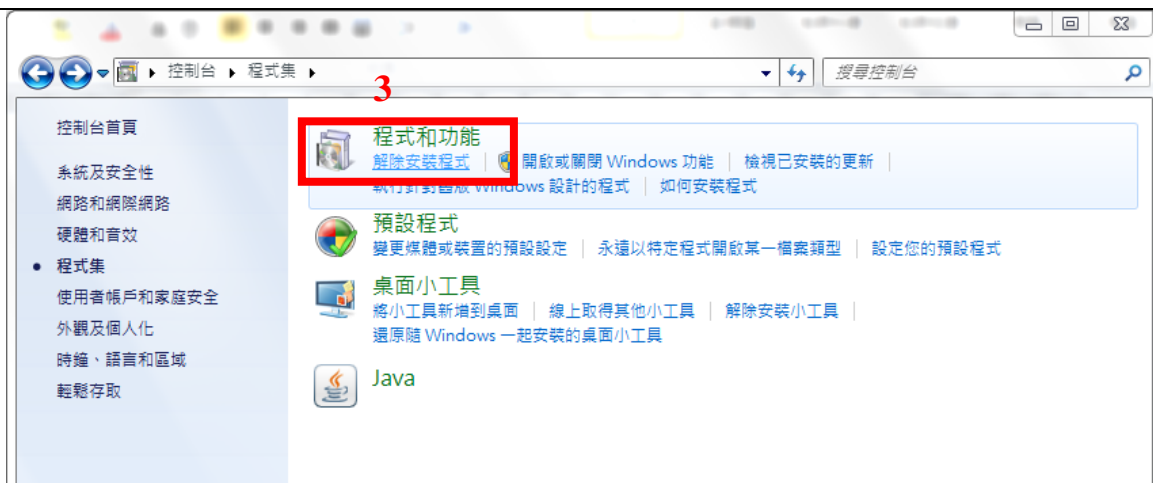 控制台 ▸ 程式集 ▸
搜尋控制台
3
控制台首頁
系統及安全性
網路和網際網路
硬體和音效
程式集
使用者帳戶和家庭安全
外觀及個人化
時鐘、語言和區域
輕鬆存取
程式和功能
解除安裝程式 | 開啟或關閉 Windows 功能 | 檢視已安裝的更新 |
執行針對舊版 Windows 設計的程式 | 如何安裝程式
預設程式
變更媒體或裝置的預設設定 | 永遠以特定程式開啟某一檔案類型 | 設定您的預設程式
桌面小工具
將小工具新增到桌面 | 線上取得其他小工具 | 解除安裝小工具 |
還原隨 Windows 一起安裝的桌面小工具
Java